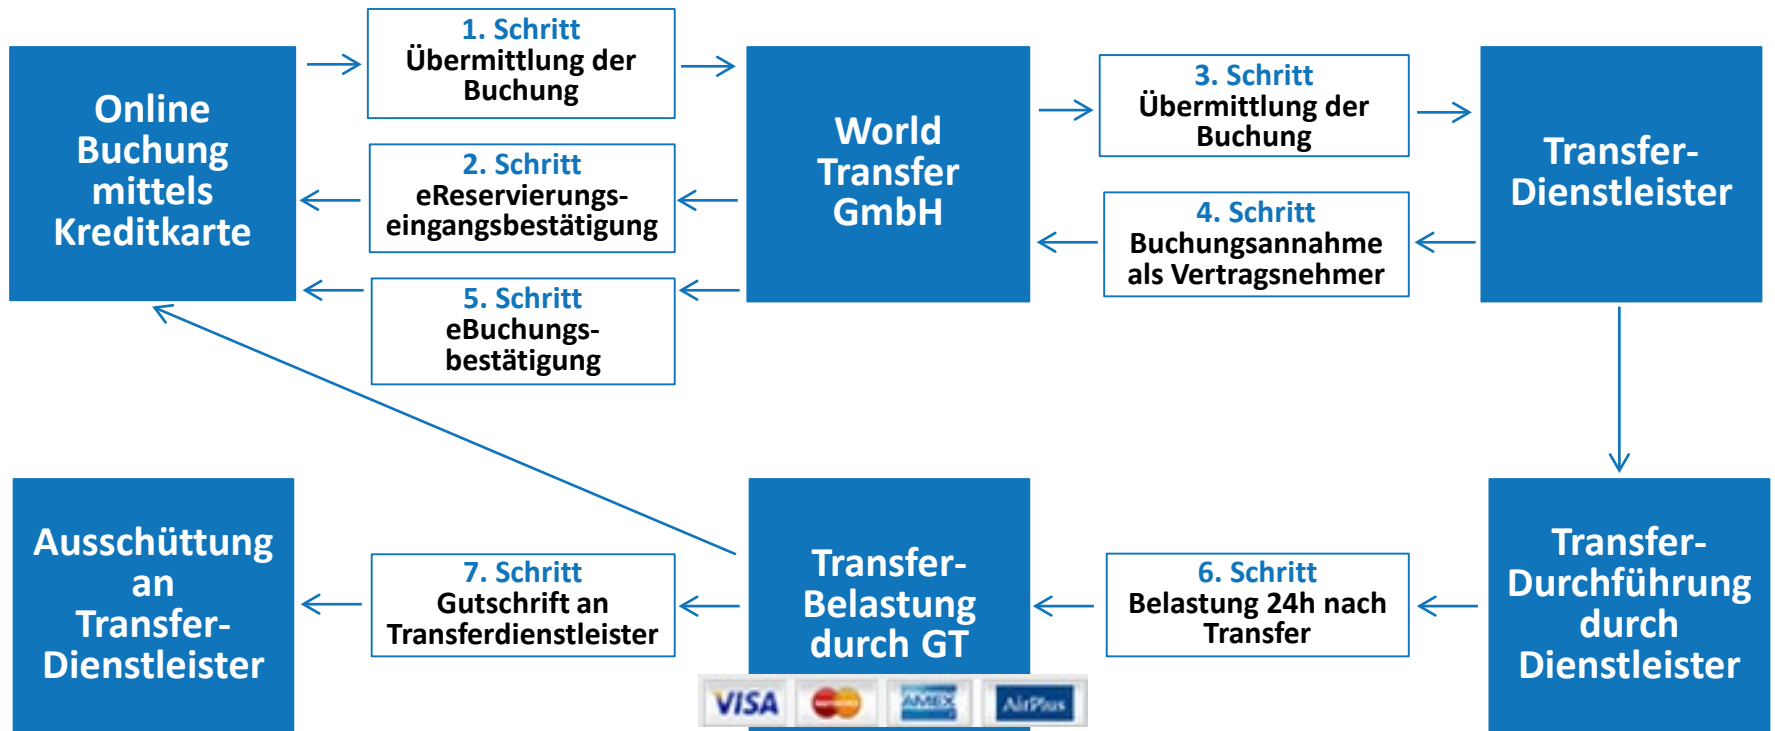 Online
Buchung
mittels
Kreditkarte
1. Schritt
Übermittlung der
Buchung
2. Schritt
eReservierungs-
eingangsbestätigung
5. Schritt
eBuchungs-
bestätigung
World
Transfer
GmbH
3. Schritt
Übermittlung der
Buchung
4. Schritt
Buchungsannahme
als Vertragsnehmer
Transfer-
Dienstleister
Ausschüttung
an
Transfer-
Dienstleister
7. Schritt
Gutschrift an
Transferdienstleister
Transfer-
Belastung
durch GT
VISA
MasterCard
AMEX
AirPlus
6. Schritt
Belastung 24h nach
Transfer
Transfer-
Durchführung
durch
Dienstleister